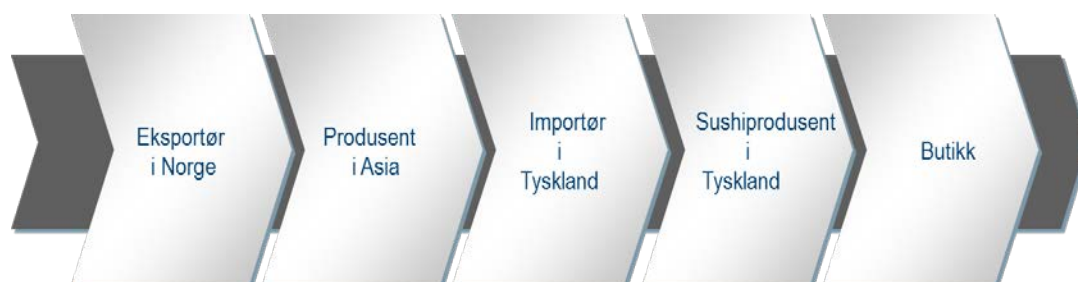 Eksportør
i Norge
Produsent
i Asia
Importør
i
Tyskland
Sushiprodusent
i
Tyskland
Butikk